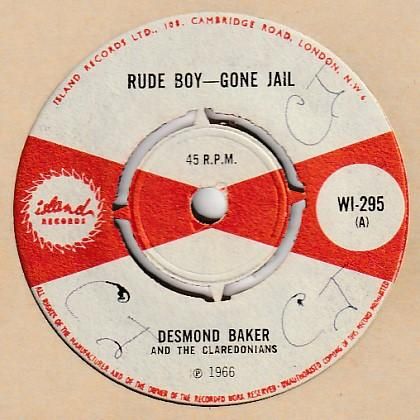 ISLAND RECORDS LTD., 108, CAMBRIDGE ROAD, LONDON, N.W 6
RUDE BOY—GONE JAIL
45 R.P.M.
island
RECORDS
WI-295
(A)
CJ
CJ
DESMOND BAKER
AND THE CLAREDONIANS
℗ 1966
ALL RIGHTS OF THE MANUFACTURER AND OF THE OWNER OF THE RECORDED WORK RESERVED • UNAUTHORISED COPYING OF THIS RECORD PROHIBITED